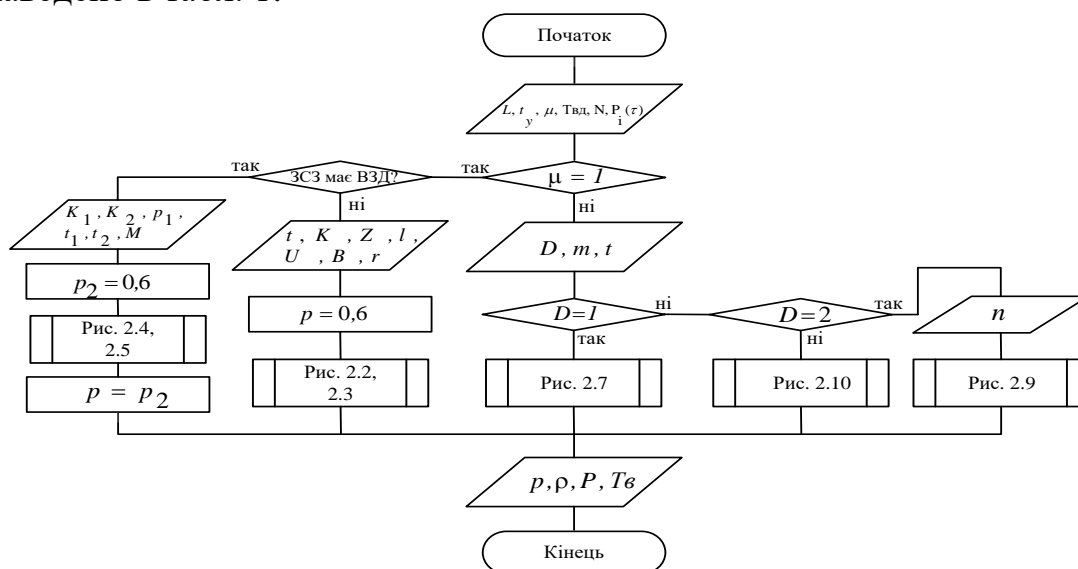 Початок
L, t_y, μ, Твд, N, P_i(τ)
так
ЗСЗ має ВЗД?
так
μ = 1
ні
ні
K_1, K_2, p_1,
t_1, t_2, M
t, K, Z, l,
U, B, r
D, m, t
p_2 = 0,6
p = 0,6
D=1
ні
D=2
так
n
так
ні
Рис. 2.4,
2.5
Рис. 2.2,
2.3
Рис. 2.7
Рис. 2.10
Рис. 2.9
p = p_2
p, ρ, P, Тв
Кінець